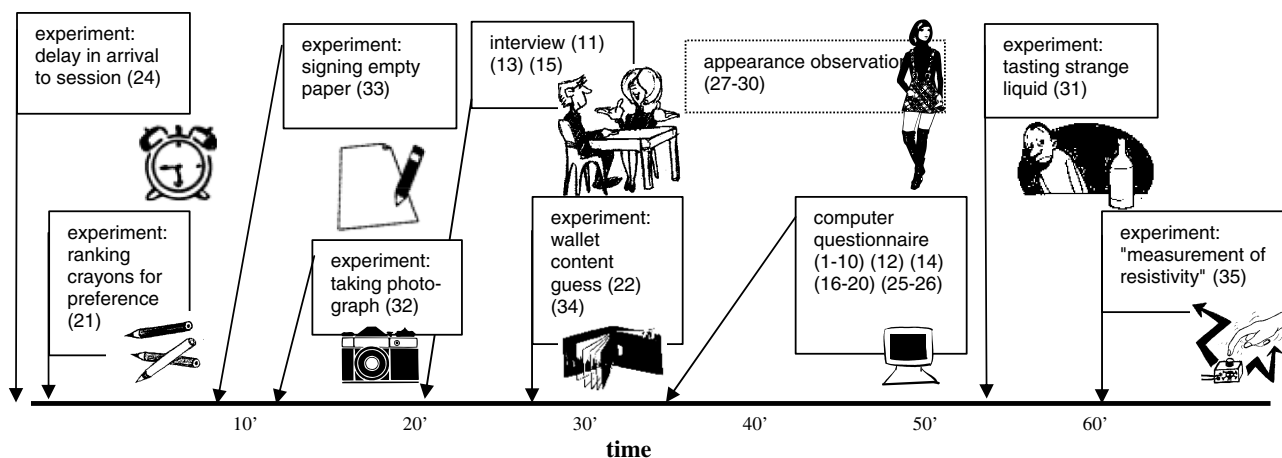 experiment:
delay in arrival
to session (24)
experiment:
signing empty
paper (33)
interview (11)
(13) (15)
appearance observation
(27-30)
experiment:
tasting strange
liquid (31)
experiment:
ranking
crayons for
preference
(21)
experiment:
taking photo-
graph (32)
experiment:
wallet
content
guess (22)
(34)
computer
questionnaire
(1-10) (12) (14)
(16-20) (25-26)
experiment:
"measurement of
resistivity" (35)
10’ 20’ 30’ 40’ 50’ 60’
time